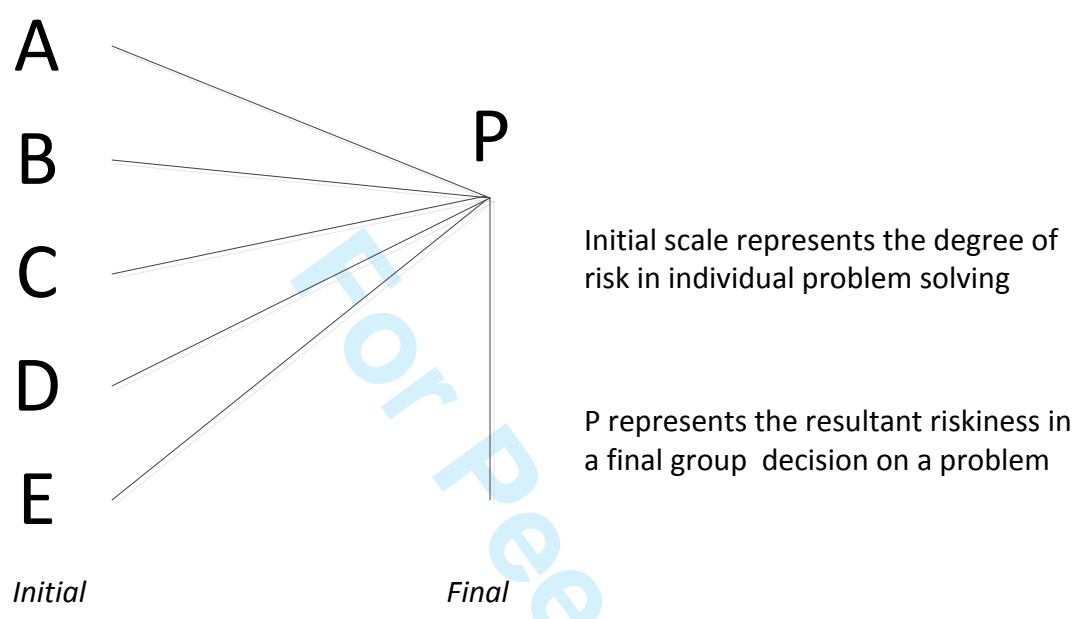 A
B
P
C
Initial scale represents the degree of
risk in individual problem solving
D
P represents the resultant riskiness in
a final group decision on a problem
E
Initial
Final
For Pee